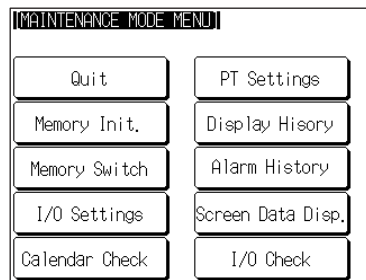 [MAINTENANCE MODE MENU]
Quit
PT Settings
Memory Init.
Display Hisory
Memory Switch
Alarm History
I/O Settings
Screen Data Disp.
Calendar Check
I/O Check